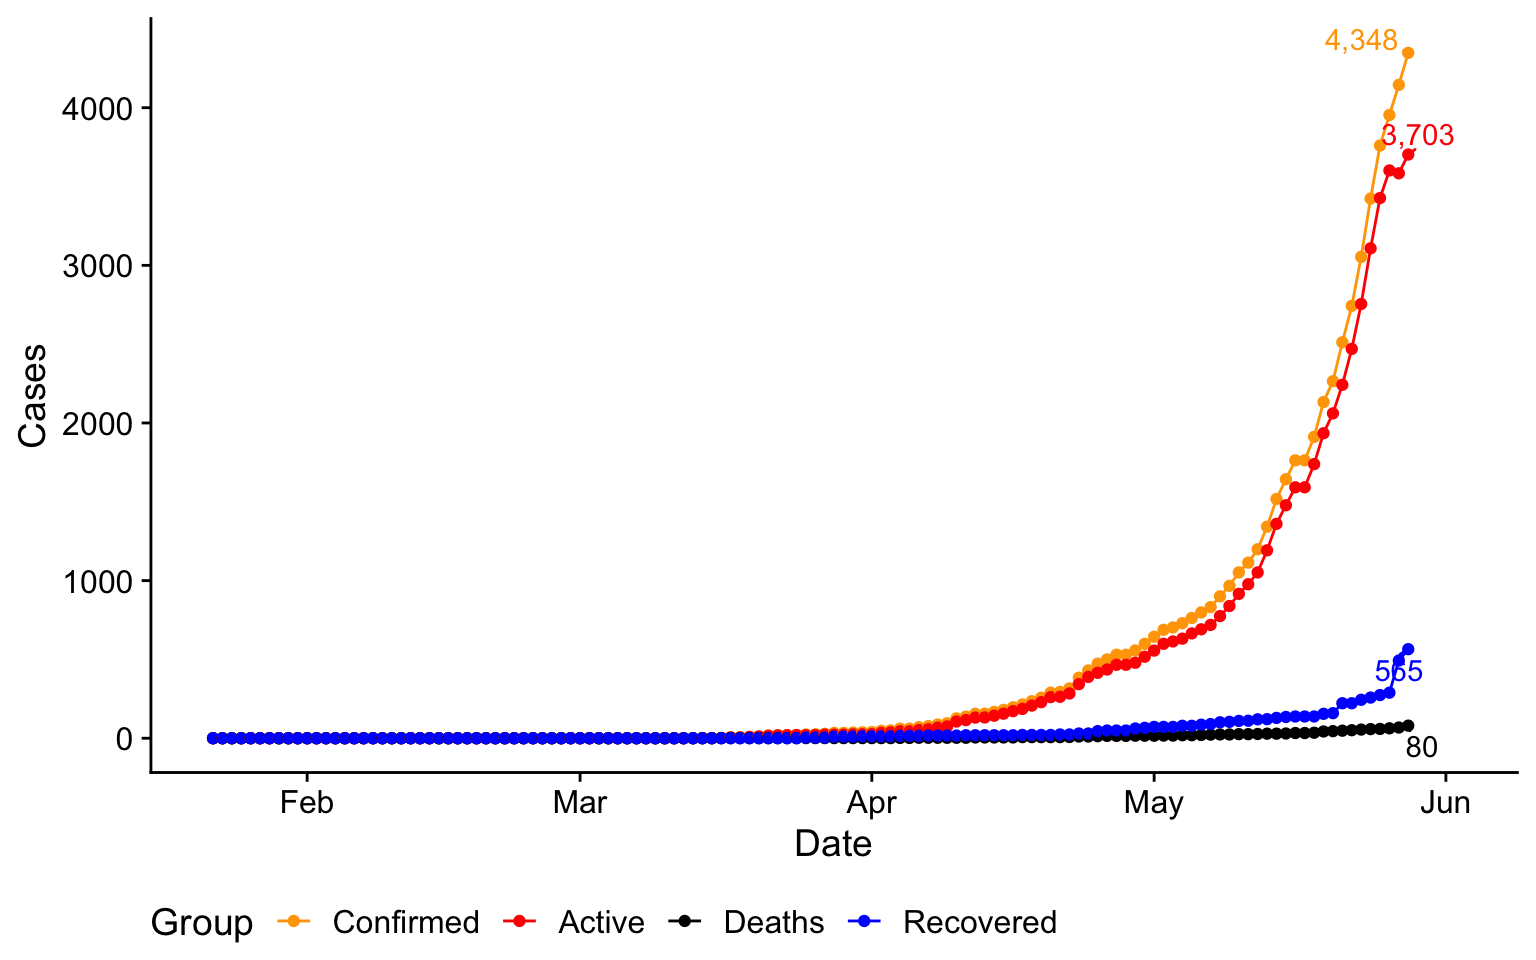 4,348
4000
3,703
3000
Cases
2000
1000
565
0
80
Feb Mar Apr May Jun
Date
Group Confirmed Active Deaths Recovered